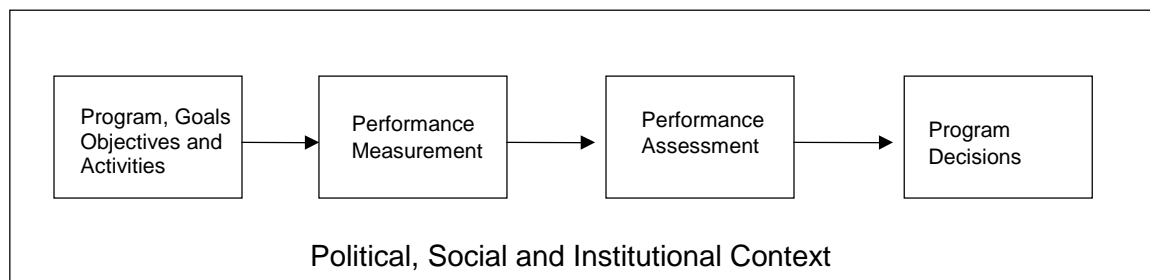 Program, Goals
Objectives and
Activities
Performance
Measurement
Performance
Assessment
Program
Decisions
Political, Social and Institutional Context